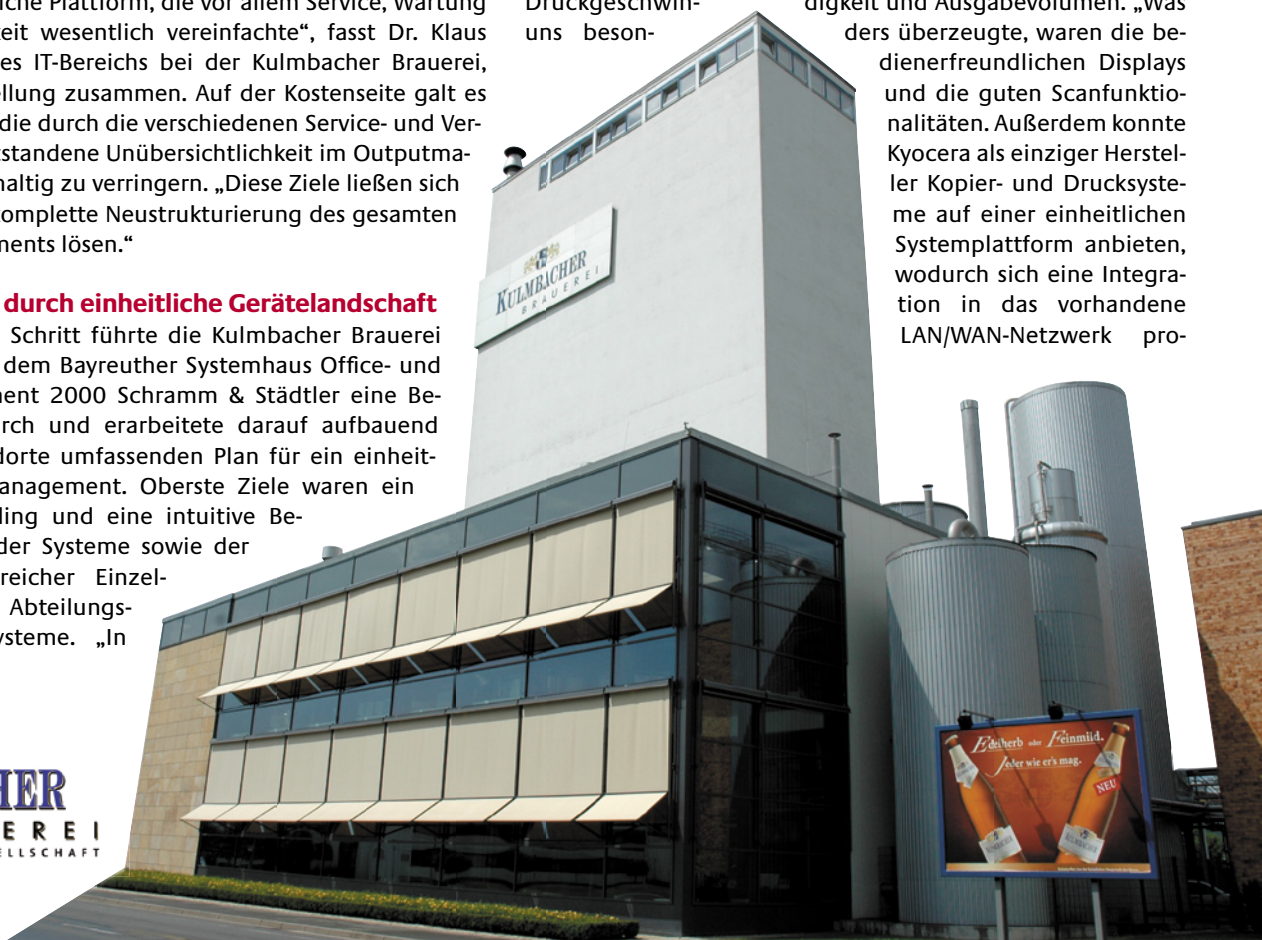 iche Plattform, die vor allem Service, Wartung
eit wesentlich vereinfachte“, fasst Dr. Klaus
es IT-Bereichs bei der Kulmbacher Brauerei,
llung zusammen. Auf der Kostenseite galt es
die durch die verschiedenen Service- und Ver-
tstandene Unübersichtlichkeit im Outputma-
haltig zu verringern. „Diese Ziele ließen sich
omplette Neustrukturierung des gesamten
ments lösen.“
durch einheitliche Gerätelandschaft
Schritt führte die Kulmbacher Brauerei
dem Bayreuther Systemhaus Office- und
ent 2000 Schramm & Städtler eine Be-
rch und erarbeitete darauf aufbauend
dorte umfassenden Plan für ein einheit-
anagement. Oberste Ziele waren ein
ling und eine intuitive Be-
der Systeme sowie der
reicher Einzel-
Abteilungs-
ysteme. „In
HER
EREI
ELLSCHAFT
Druckgeschwin-
uns beson-
digkeit und Ausgabevolumen. „Was
ders überzeugte, waren die be-
dienerfreundlichen Displays
und die guten Scanfunktio-
nalitäten. Außerdem konnte
Kyocera als einziger Herstel-
ler Kopier- und Drucksyste-
me auf einer einheitlichen
Systemplattform anbieten,
wodurch sich eine Integra-
tion in das vorhandene
LAN/WAN-Netzwerk pro-
KULMBACHER
BRAUEREI
Edelherb oder Feinmild.
Jeder wie er's mag.
NEU
KULMBACHER
KULMBACHER